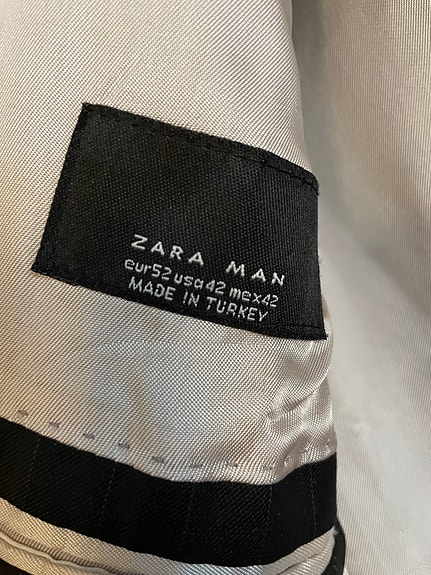 ZARA MAN
eur52 usa42 mex42
MADE IN TURKEY